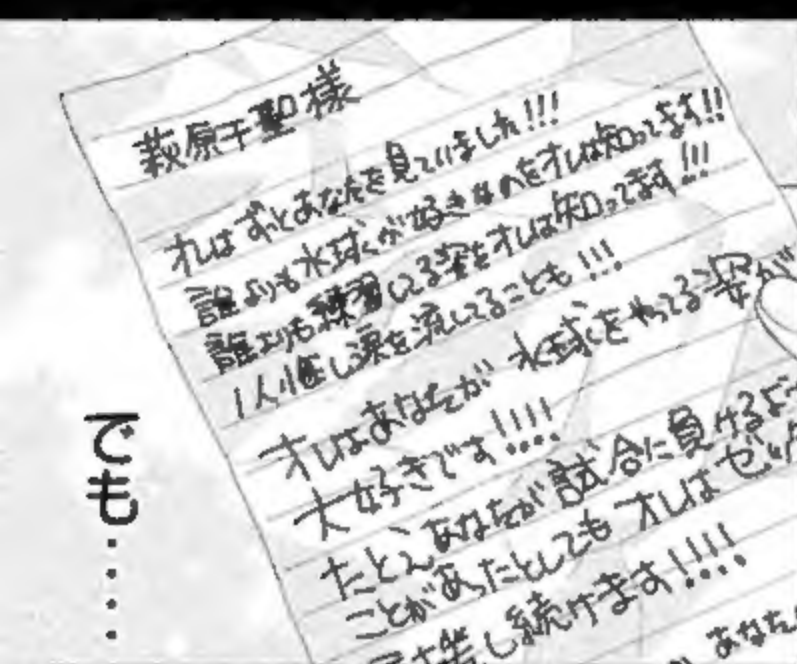 萩原千聖様
オレはずっとあなたを見ていました!!!
誰よりも水球が好きなのをオレは知ってます!!
誰よりも練習してる姿をオレは知ってます!!!
1人で悔し涙を流してることも!!!
オレはあなたが水球をやってる姿が
大好きです!!!!
たとえあなたが試合に負けるよ
ことがあったとしてもオレはゼッ
し続けます!!!!
あなた
でも・・・・